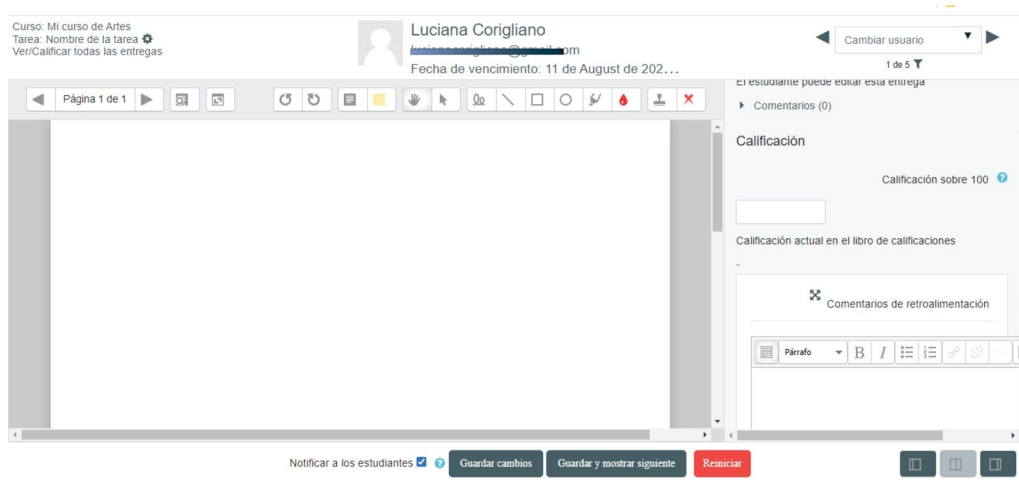 Curso: Mi curso de Artes
Tarea: Nombre de la tarea
Ver/Calificar todas las entregas
Luciana Corigliano
Fecha de vencimiento: 11 de August de 202...
Cambiar usuario
1 de 5
Página 1 de 1
El estudiante puede editar esta entrega
Comentarios (0)
Calificación
Calificación sobre 100
Calificación actual en el libro de calificaciones
-
Comentarios de retroalimentación
Párrafo
B I
Notificar a los estudiantes
Guardar cambios
Guardar y mostrar siguiente
Reiniciar